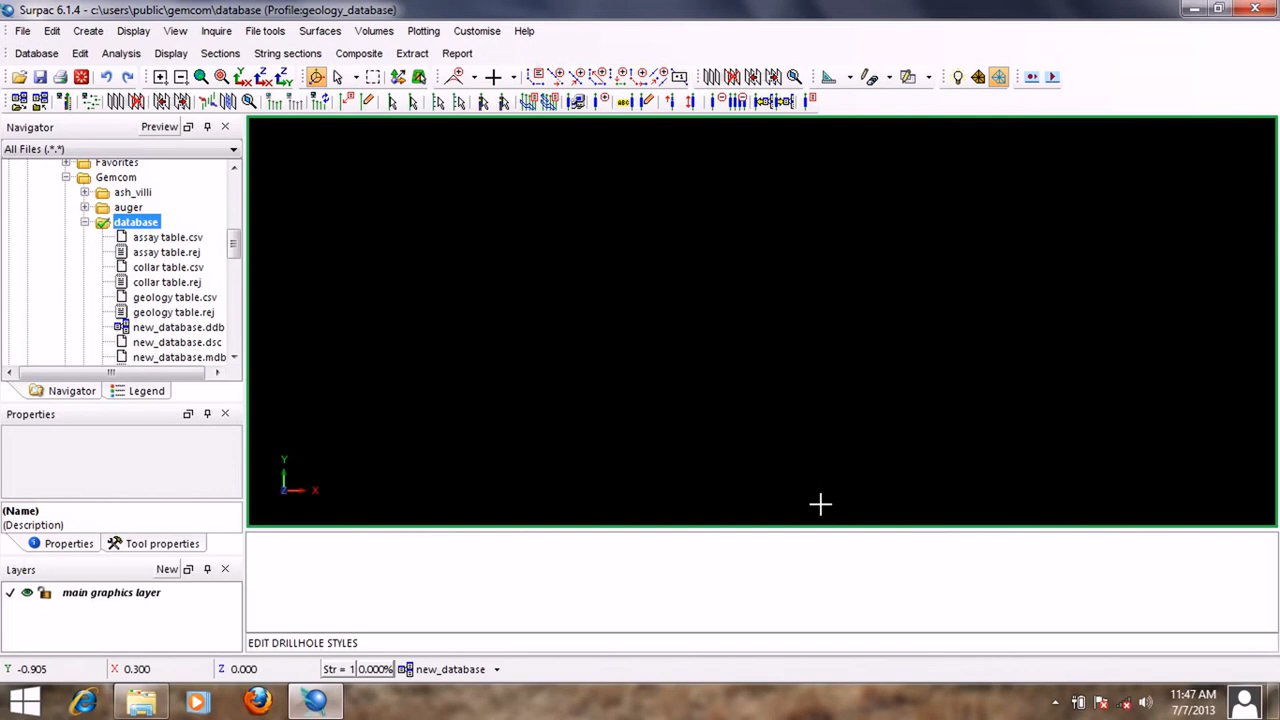 Surpac 6.1.4 - c:\users\public\gemcom\database (Profile:geology_database)
File Edit Create Display View Inquire File tools Surfaces Volumes Plotting Customise Help
Database Edit Analysis Display Sections String sections Composite Extract Report
Navigator Preview
All Files (*.*)
Favorites
Gemcom
ash_villi
auger
database
assay table.csv
assay table.rej
collar table.csv
collar table.rej
geology table.csv
geology table.rej
new_database.ddb
new_database.dsc
new_database.mdb
Navigator Legend
Properties
Y
Z X
(Name)
(Description)
Properties Tool properties
Layers New
main graphics layer
EDIT DRILLHOLE STYLES
Y -0.905 X 0.300 Z 0.000 Str = 1 0.000% new_database
11:47 AM
7/7/2013